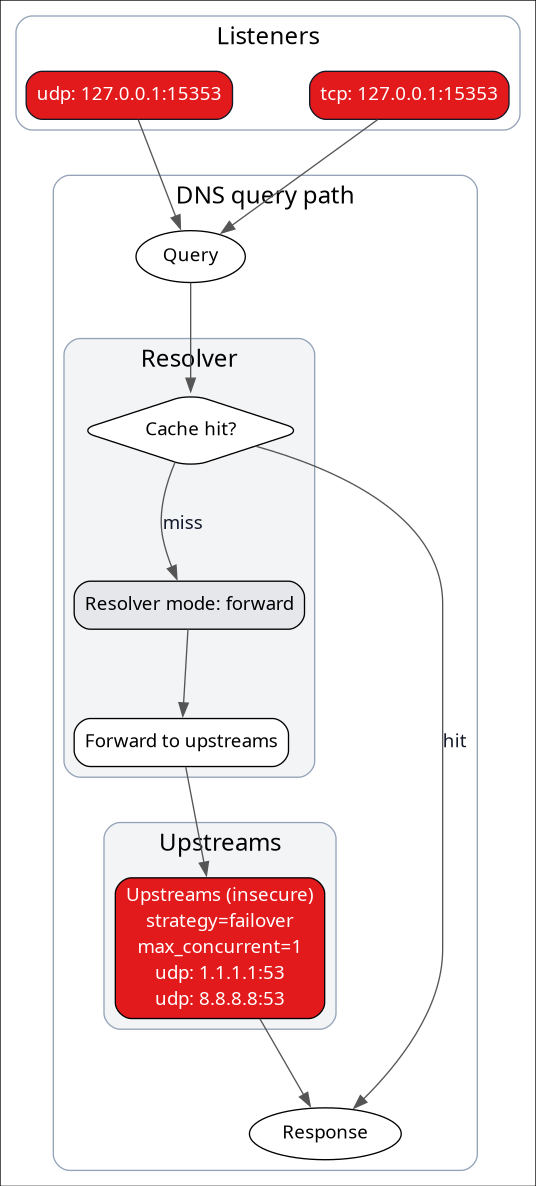 Listeners
udp: 127.0.0.1:15353
tcp: 127.0.0.1:15353
DNS query path
Query
Resolver
Cache hit?
miss
Resolver mode: forward
Forward to upstreams
hit
Upstreams
Upstreams (insecure)
strategy=failover
max_concurrent=1
udp: 1.1.1.1:53
udp: 8.8.8.8:53
Response